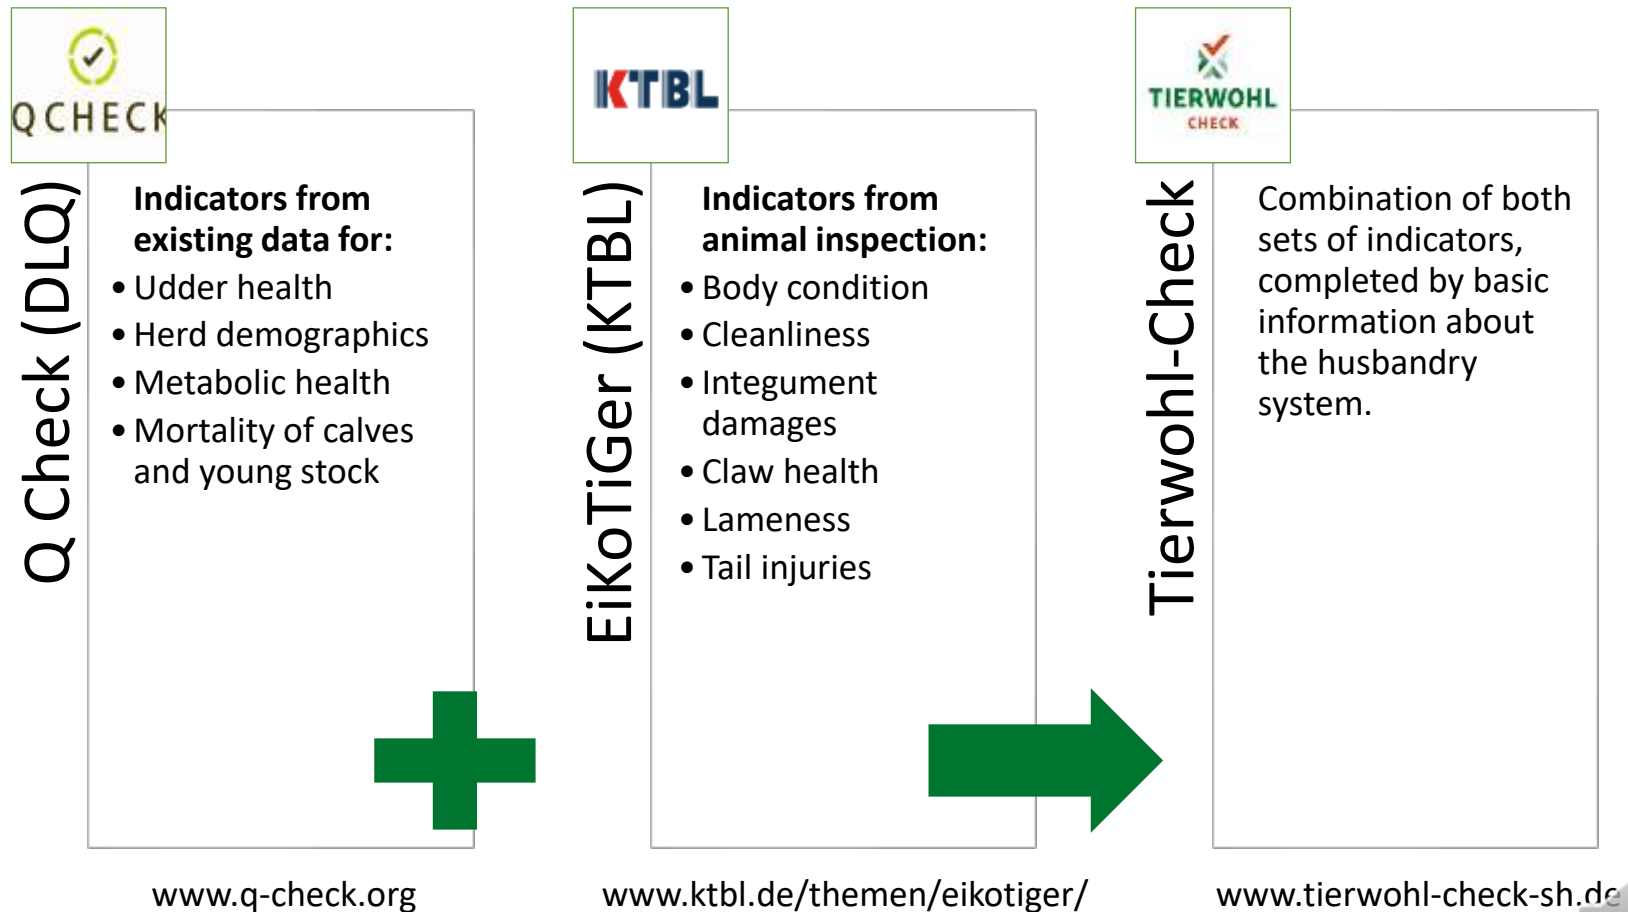 QCHECK
Q Check (DLQ)
Indicators from
existing data for:
• Udder health
• Herd demographics
• Metabolic health
• Mortality of calves
and young stock
www.q-check.org
KTBL
EiKoTiGer (KTBL)
Indicators from
animal inspection:
• Body condition
• Cleanliness
• Integument
damages
• Claw health
• Lameness
• Tail injuries
www.ktbl.de/themen/eikotiger/
TIERWOHL
CHECK
Tierwohl-Check
Combination of both
sets of indicators,
completed by basic
information about
the husbandry
system.
www.tierwohl-check-sh.de